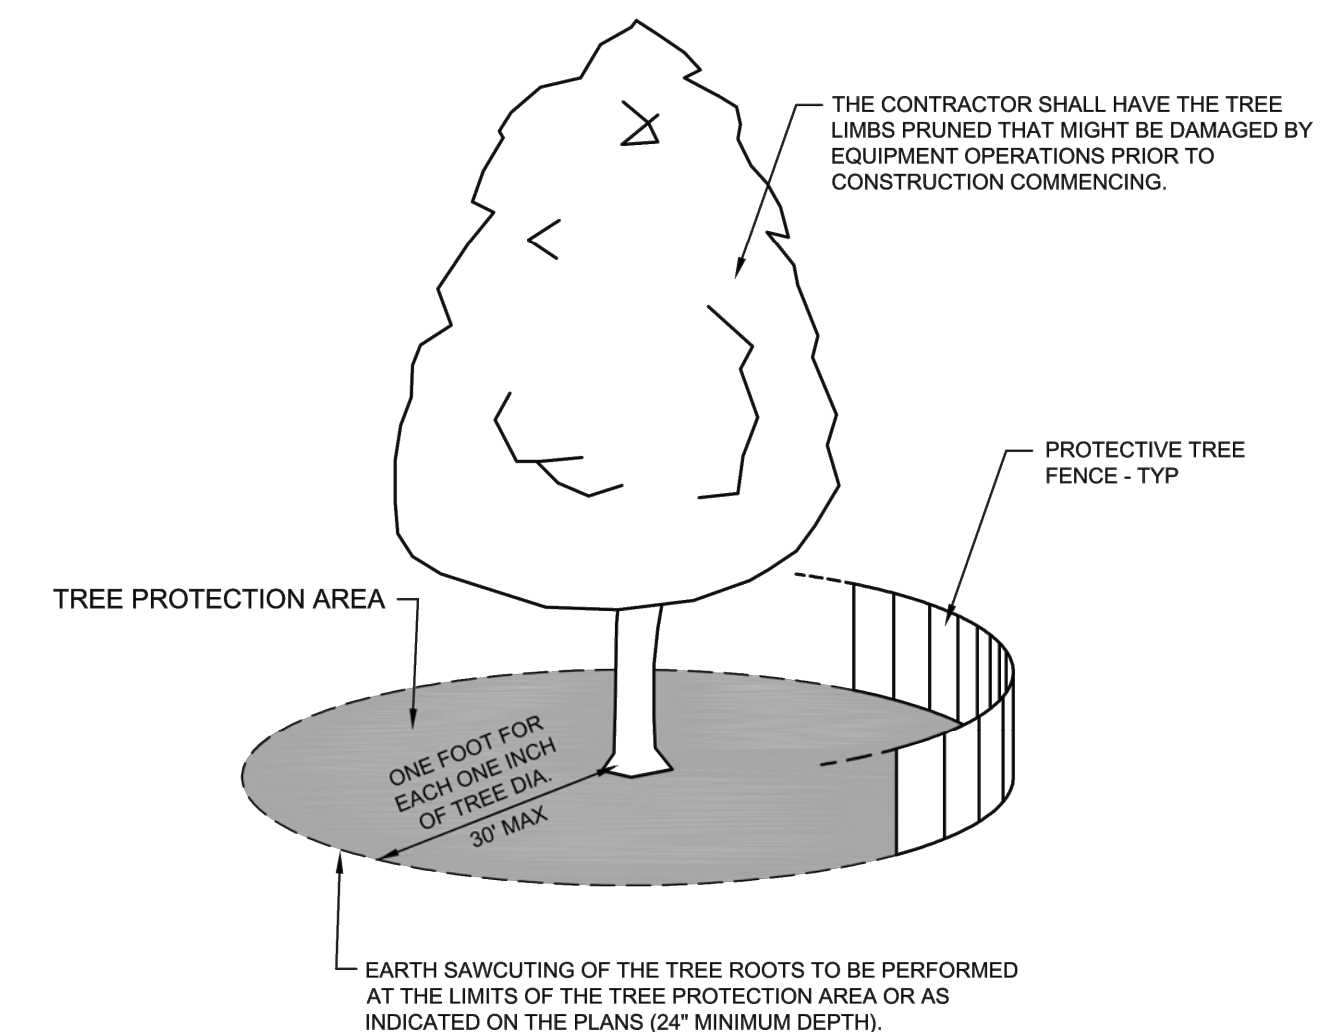 THE CONTRACTOR SHALL HAVE THE TREE
LIMBS PRUNED THAT MIGHT BE DAMAGED BY
EQUIPMENT OPERATIONS PRIOR TO
CONSTRUCTION COMMENCING.
PROTECTIVE TREE
FENCE - TYP
TREE PROTECTION AREA
ONE FOOT FOR
EACH ONE INCH
OF TREE DIA.
30' MAX
EARTH SAWCUTING OF THE TREE ROOTS TO BE PERFORMED
AT THE LIMITS OF THE TREE PROTECTION AREA OR AS
INDICATED ON THE PLANS (24" MINIMUM DEPTH).